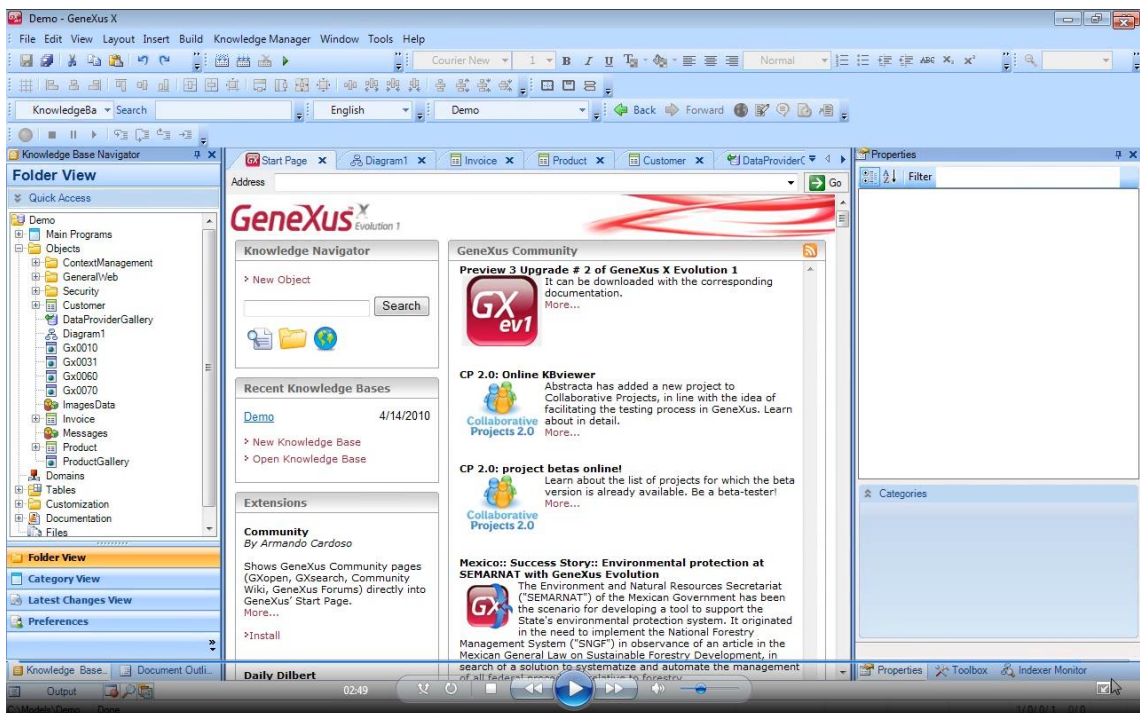 Demo - GeneXus X
File Edit View Layout Insert Build Knowledge Manager Window Tools Help
Courier New 1 B I U Normal ABC X₂ X²
KnowledgeBa Search English Demo Back Forward
Knowledge Base Navigator
Folder View
Quick Access
Demo
Main Programs
Objects
ContextManagement
GeneralWeb
Security
Customer
DataProviderGallery
Diagram1
Gx0010
Gx0031
Gx0060
Gx0070
ImagesData
Invoice
Messages
Product
ProductGallery
Domains
Tables
Customization
Documentation
Files
Folder View
Category View
Latest Changes View
Preferences
Knowledge Base... Document Outli...
Start Page Diagram1 Invoice Product Customer DataProviderG
Address Go
GeneXus X Evolution 1
Knowledge Navigator
New Object
Search
Recent Knowledge Bases
Demo 4/14/2010
New Knowledge Base
Open Knowledge Base
Extensions
Community
By Armando Cardoso
Shows GeneXus Community pages
(GXopen, GXsearch, Community
Wiki, GeneXus Forums) directly into
GeneXus' Start Page.
More...
Install
Daily Dilbert
GeneXus Community
Preview 3 Upgrade # 2 of GeneXus X Evolution 1
GX ev1
It can be downloaded with the corresponding
documentation.
More...
CP 2.0: Online KBviewer
Collaborative
Projects 2.0
Abstracta has added a new project to
Collaborative Projects, in line with the idea of
facilitating the testing process in GeneXus. Learn
about in detail.
More...
CP 2.0: project betas online!
Collaborative
Projects 2.0
Learn about the list of projects for which the beta
version is already available. Be a beta-tester!
More...
Mexico:: Success Story:: Environmental protection at
SEMARNAT with GeneXus Evolution
GX
The Environment and Natural Resources Secretariat
("SEMARNAT") of the Mexican Government has been
the scenario for developing a tool to support the
State's environmental protection system. It originated
in the need to implement the National Forestry
Management System ("SNGF") in observance of an article in the
Mexican General Law on Sustainable Forestry Development, in
search of a solution to systematize and automate the management
of all federal relative to forestry
Properties
Filter
Categories
Properties Toolbox Indexer Monitor
Output
02:49
C:\Models\Demo Done